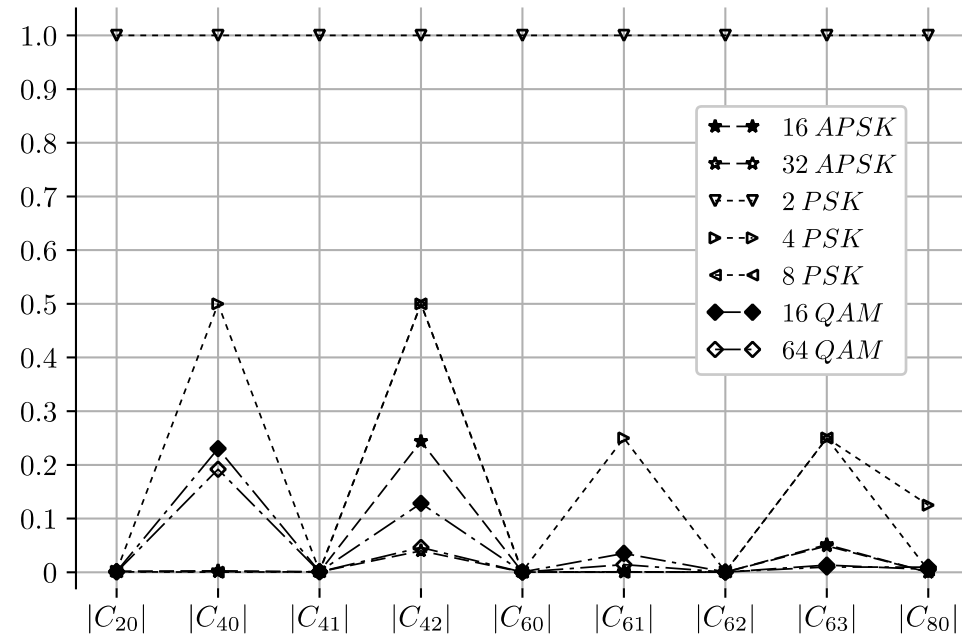 1.0
0.9
0.8
0.7
0.6
0.5
0.4
0.3
0.2
0.1
0
16 APSK
32 APSK
2 PSK
4 PSK
8 PSK
16 QAM
64 QAM
|C₂₀| |C₄₀| |C₄₁| |C₄₂| |C₆₀| |C₆₁| |C₆₂| |C₆₃| |C₈₀|